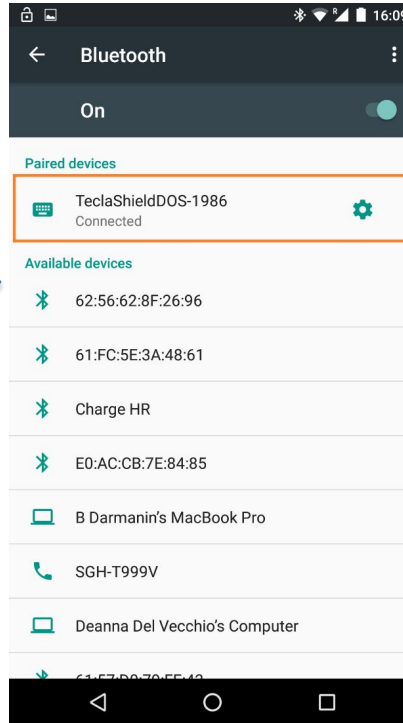 R 16:09
Bluetooth
On
Paired devices
TeclaShieldDOS-1986
Connected
Available devices
62:56:62:8F:26:96
61:FC:5E:3A:48:61
Charge HR
E0:AC:CB:7E:84:85
B Darmanin's MacBook Pro
SGH-T999V
Deanna Del Vecchio's Computer